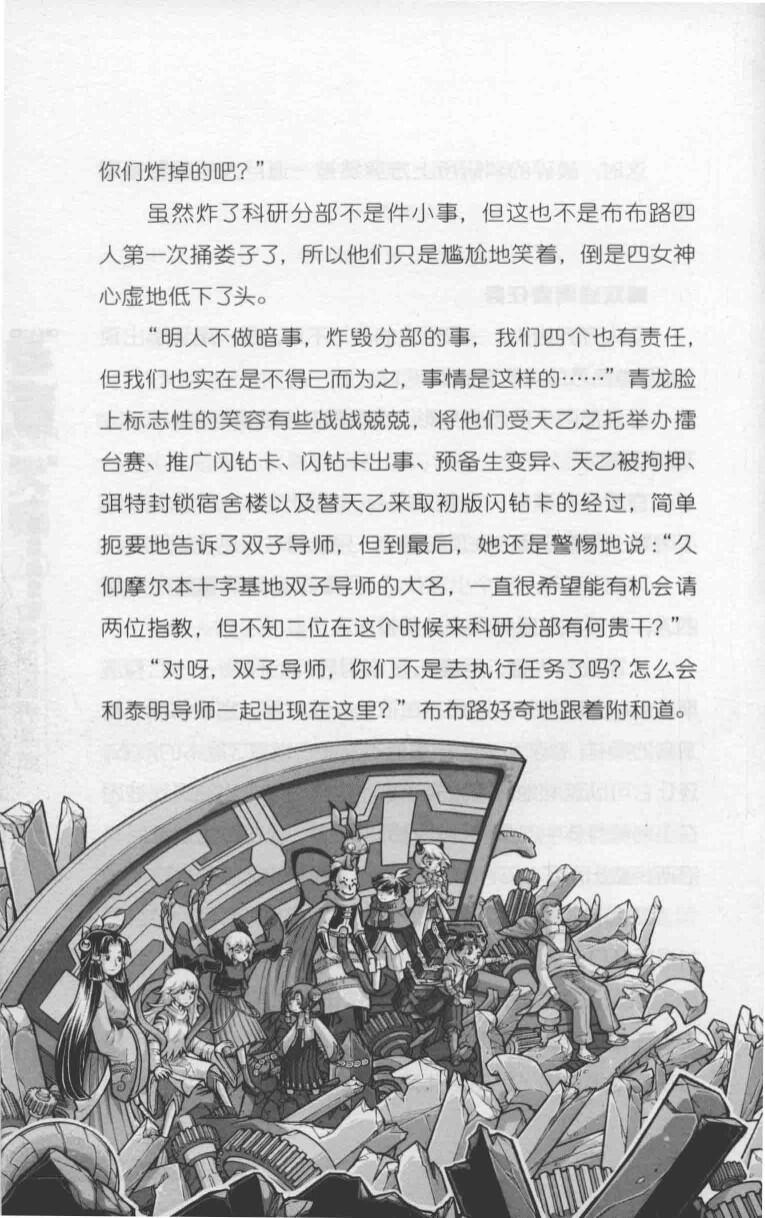 你们炸掉的吧？”
虽然炸了科研分部不是件小事，但这也不是布布路四
人第一次捅娄子了，所以他们只是尴尬地笑着，倒是四女神
心虚地低下了头。
“明人不做暗事，炸毁分部的事，我们四个也有责任，
但我们也实在是不得已而为之，事情是这样的……”青龙脸
上标志性的笑容有些战战兢兢，将他们受天乙之托举办擂
台赛、推广闪钻卡、闪钻卡出事、预备生变异、天乙被拘押、
弭特封锁宿舍楼以及替天乙来取初版闪钻卡的经过，简单
扼要地告诉了双子导师，但到最后，她还是警惕地说：“久
仰摩尔本十字基地双子导师的大名，一直很希望能有机会请
两位指教，但不知二位在这个时候来科研分部有何贵干？”
“对呀，双子导师，你们不是去执行任务了吗？怎么会
和泰明导师一起出现在这里？”布布路好奇地跟着附和道。